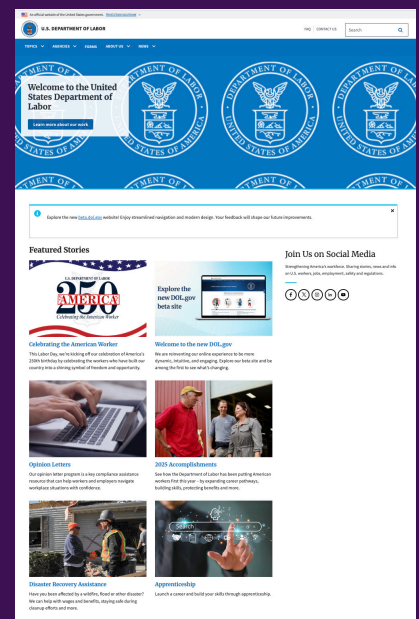 An official website of the United States government. Here's how you know
U.S. DEPARTMENT OF LABOR
FAQ CONTACT US Search
TOPICS AGENCIES FORMS ABOUT US NEWS
Welcome to the United
States Department of
Labor
Learn more about our work
Explore the new beta.dol.gov website! Enjoy streamlined navigation and modern design. Your feedback will shape our future improvements.
Featured Stories
Join Us on Social Media
Strengthening America's workforce. Sharing stories, news and info
on U.S. workers, jobs, employment, safety and regulations.
U.S. DEPARTMENT OF LABOR
250
AMERICA
Celebrating the American Worker
Explore the
new DOL.gov
beta site
Celebrating the American Worker
This Labor Day, we're kicking off our celebration of America's
250th birthday by celebrating the workers who have built our
country into a shining symbol of freedom and opportunity.
Welcome to the new DOL.gov
We are reinventing our online experience to be more
dynamic, intuitive, and engaging. Explore our beta site and be
among the first to see what's changing.
Opinion Letters
Our opinion letter program is a key compliance assistance
resource that can help workers and employers navigate
workplace situations with confidence.
2025 Accomplishments
See how the Department of Labor has been putting American
workers first this year – by expanding career pathways,
building skills, protecting benefits and more.
Search
Disaster Recovery Assistance
Have you been affected by a wildfire, flood or other disaster?
We can help with wages and benefits, staying safe during
cleanup efforts and more.
Apprenticeship
Launch a career and build your skills through apprenticeship.